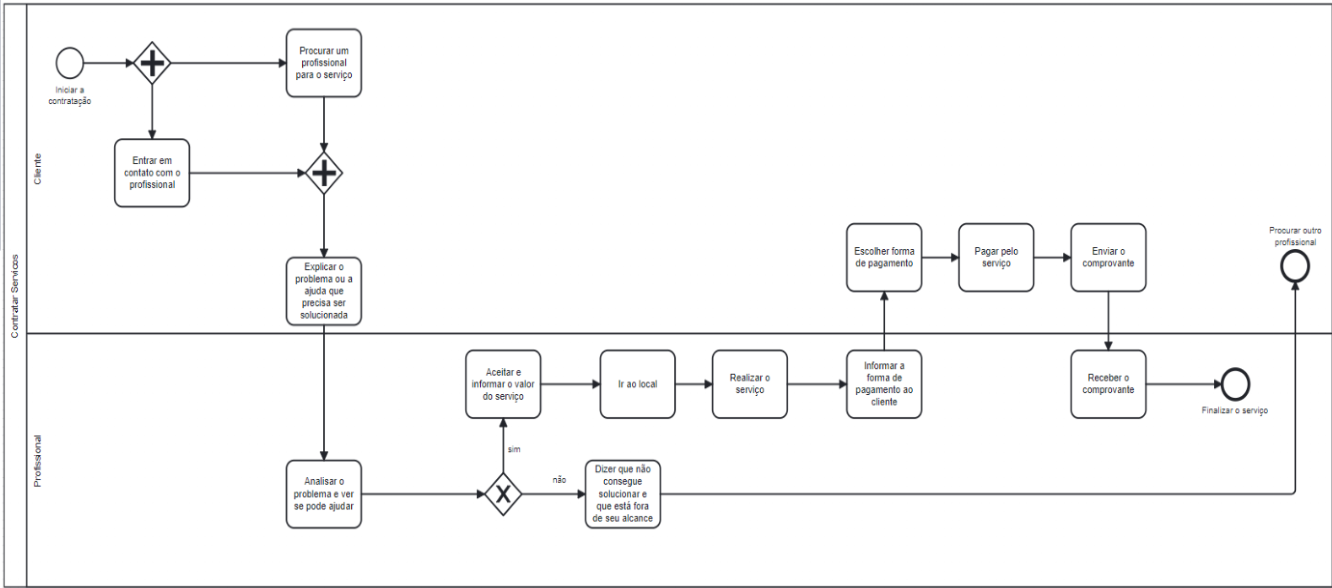 Contratar Servicos
Cliente
Iniciar a
contratação
Procurar um
profissional
para o serviço
Entrar em
contato com o
profissional
Explicar o
problema ou a
ajuda que
precisa ser
solucionada
Escolher forma
de pagamento
Pagar pelo
serviço
Enviar o
comprovante
Procurar outro
profissional
Profissional
Analisar o
problema e ver
se pode ajudar
sim
não
Aceitar e
informar o valor
do serviço
Ir ao local
Realizar o
serviço
Informar a
forma de
pagamento ao
cliente
Receber o
comprovante
Finalizar o serviço
Dizer que não
consegue
solucionar e
que está fora
de seu alcance